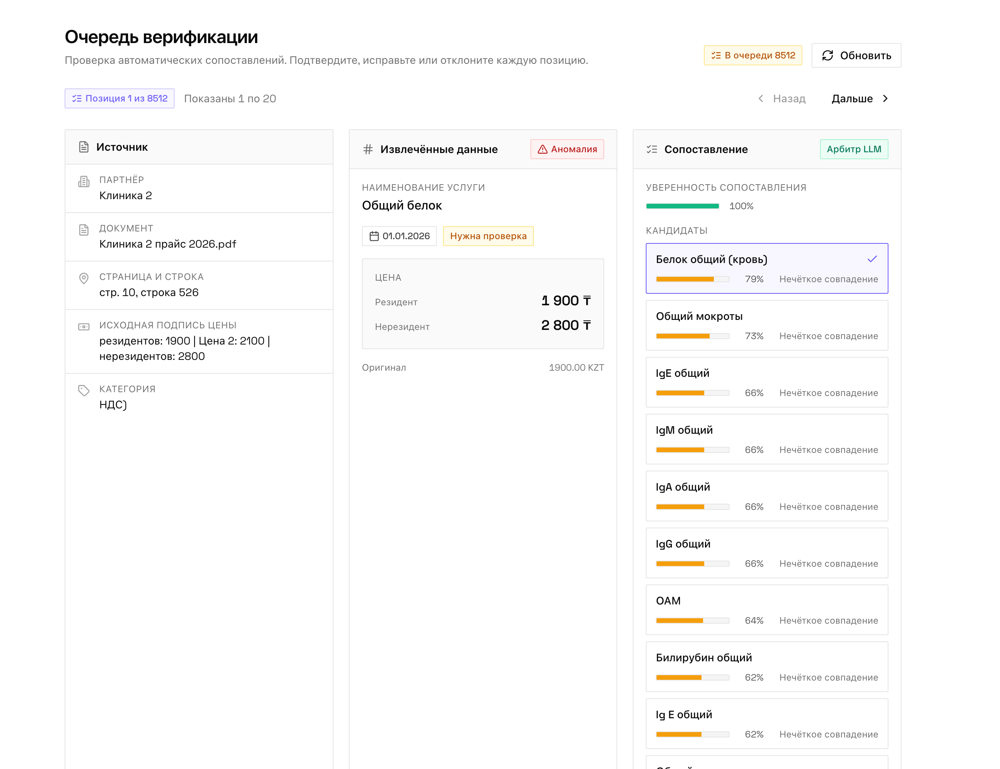 Очередь верификации
Проверка автоматических сопоставлений. Подтвердите, исправьте или отклоните каждую позицию.
В очереди 8512
Обновить
Позиция 1 из 8512
Показаны 1 по 20
Назад
Дальше
Источник
ПАРТНЁР
Клиника 2
ДОКУМЕНТ
Клиника 2 прайс 2026.pdf
СТРАНИЦА И СТРОКА
стр. 10, строка 526
ИСХОДНАЯ ПОДПИСЬ ЦЕНЫ
резидентов: 1900 | Цена 2: 2100 |
нерезидентов: 2800
КАТЕГОРИЯ
НДС)
Извлечённые данные
Аномалия
НАИМЕНОВАНИЕ УСЛУГИ
Общий белок
01.01.2026
Нужна проверка
ЦЕНА
Резидент 1 900 ₸
Нерезидент 2 800 ₸
Оригинал 1900.00 KZT
Сопоставление
Арбитр LLM
УВЕРЕННОСТЬ СОПОСТАВЛЕНИЯ
100%
КАНДИДАТЫ
Белок общий (кровь)
79% Нечёткое совпадение
Общий мокроты
73% Нечёткое совпадение
IgE общий
66% Нечёткое совпадение
IgM общий
66% Нечёткое совпадение
IgA общий
66% Нечёткое совпадение
IgG общий
66% Нечёткое совпадение
ОАМ
64% Нечёткое совпадение
Билирубин общий
62% Нечёткое совпадение
Ig E общий
62% Нечёткое совпадение